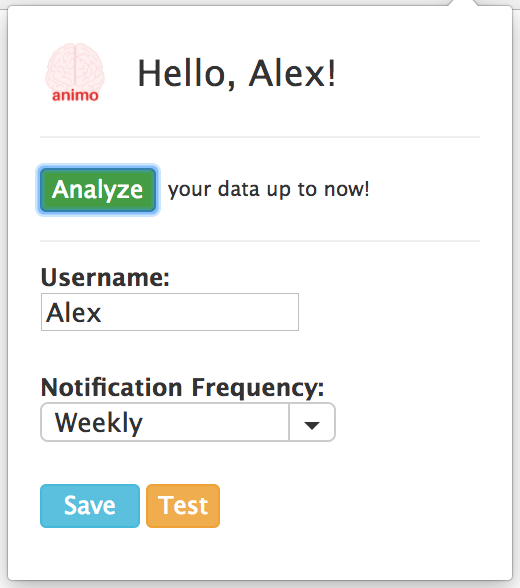 animo
Hello, Alex!
Analyze your data up to now!
Username:
Alex
Notification Frequency:
Weekly
Save Test